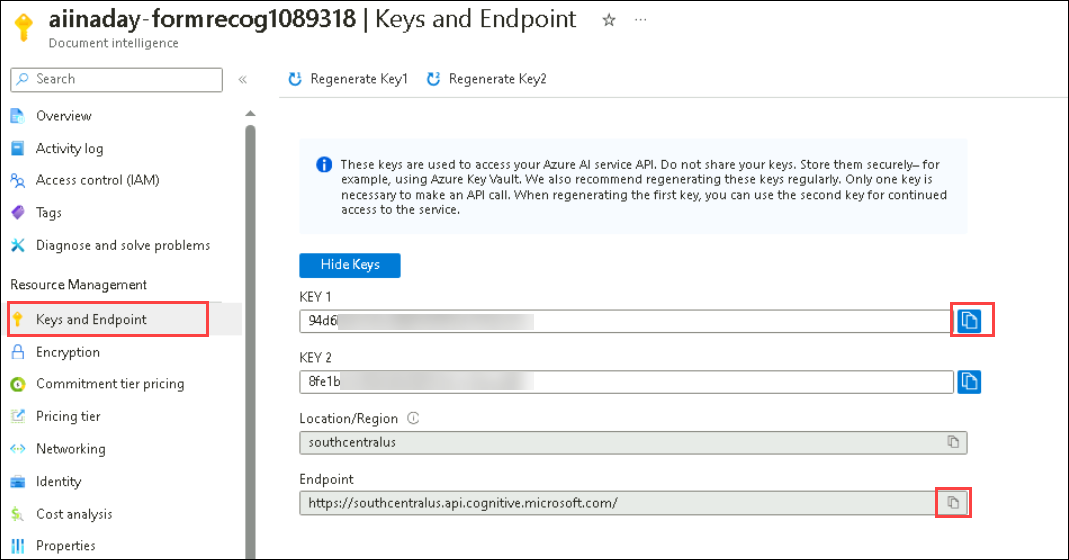 aiinaday-formrecog1089318 | Keys and Endpoint
Document intelligence
Search
Overview
Activity log
Access control (IAM)
Tags
Diagnose and solve problems
Resource Management
Keys and Endpoint
Encryption
Commitment tier pricing
Pricing tier
Networking
Identity
Cost analysis
Properties
Regenerate Key1 Regenerate Key2
These keys are used to access your Azure AI service API. Do not share your keys. Store them securely– for
example, using Azure Key Vault. We also recommend regenerating these keys regularly. Only one key is
necessary to make an API call. When regenerating the first key, you can use the second key for continued
access to the service.
Hide Keys
KEY 1
94d6
KEY 2
8fe1b
Location/Region
southcentralus
Endpoint
https://southcentralus.api.cognitive.microsoft.com/